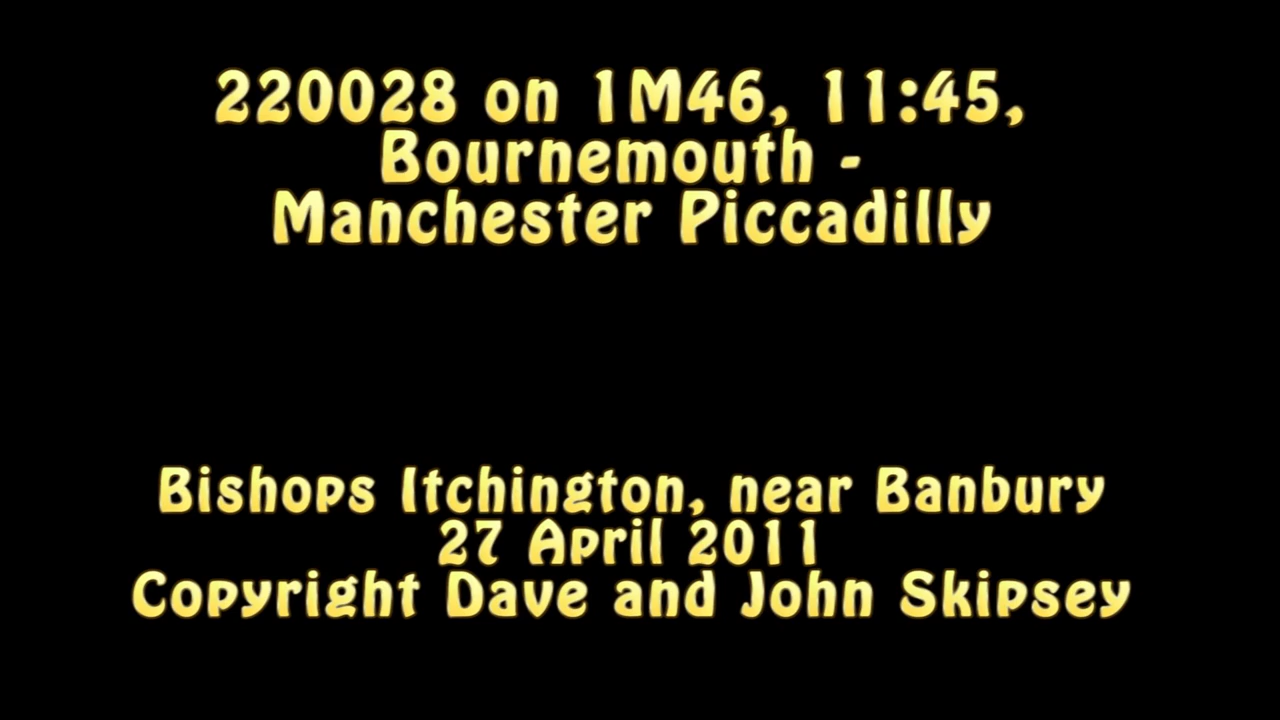 220028 on 1M46, 11:45,
Bournemouth -
Manchester Piccadilly
Bishops Itchington, near Banbury
27 April 2011
Copyright Dave and John Skipsey